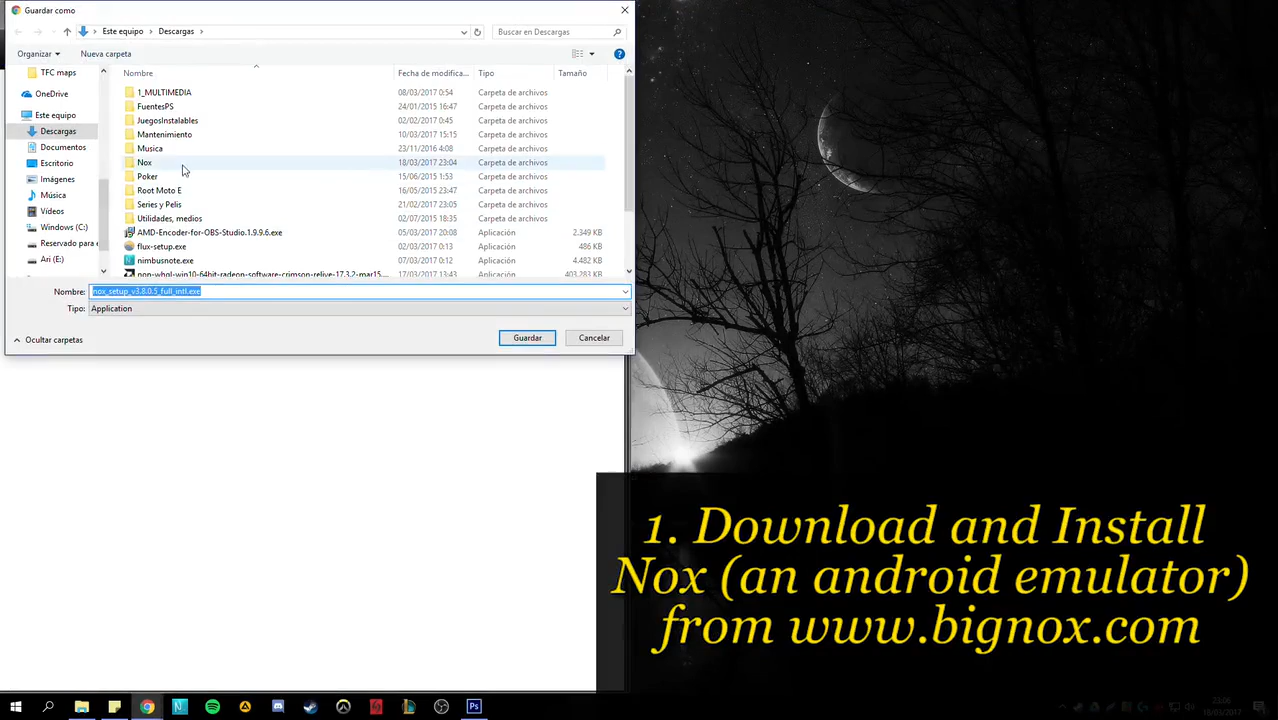 Guardar como
Este equipo > Descargas >
Buscar en Descargas
Organizar
Nueva carpeta
Nombre
Fecha de modifica...
Tipo
Tamaño
TFC maps
OneDrive
Este equipo
Descargas
Documentos
Escritorio
Imágenes
Música
Vídeos
Windows (C:)
Reservado para e
Ari (E:)
1_MULTIMEDIA 08/03/2017 0:54 Carpeta de archivos
FuentesPS 24/01/2015 16:47 Carpeta de archivos
JuegosInstalables 02/02/2017 0:45 Carpeta de archivos
Mantenimiento 10/03/2017 15:15 Carpeta de archivos
Musica 23/11/2016 4:08 Carpeta de archivos
Nox 18/03/2017 23:04 Carpeta de archivos
Poker 15/06/2015 1:53 Carpeta de archivos
Root Moto E 16/05/2015 23:47 Carpeta de archivos
Series y Pelis 21/02/2017 23:05 Carpeta de archivos
Utilidades, medios 02/07/2015 18:35 Carpeta de archivos
AMD-Encoder-for-OBS-Studio.1.9.9.6.exe 05/03/2017 20:08 Aplicación 2.349 KB
flux-setup.exe 02/03/2017 0:13 Aplicación 486 KB
nimbusnote.exe 02/03/2017 0:11 Aplicación 4.482 KB
non-whql-win10-64bit-radeon-software-crimson-relive-17.3.2-mar15... 17/03/2017 13:43 Aplicación 403.283 KB
Nombre: nox_setup_v3.8.0.5_full_intl.exe
Tipo: Application
Ocultar carpetas
Guardar
Cancelar
1. Download and Install
Nox (an android emulator)
from www.bignox.com
23:06
18/03/2017